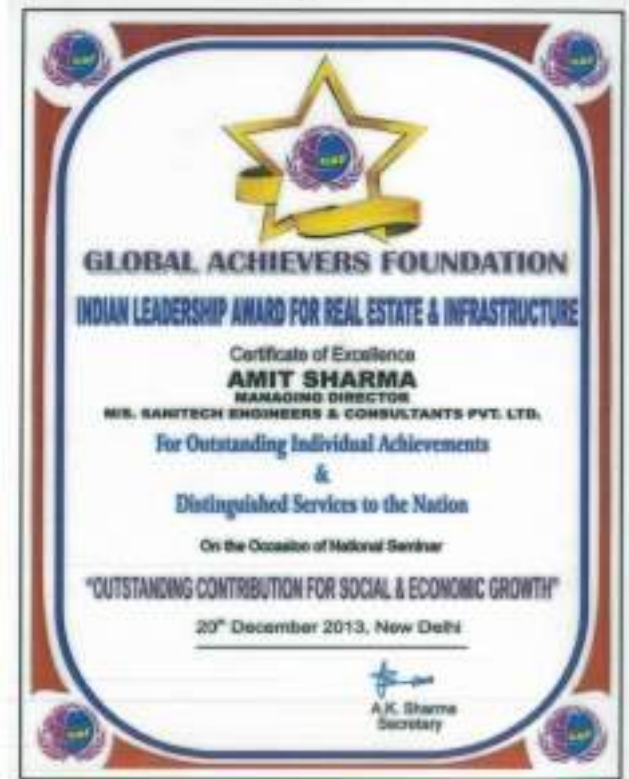 GLOBAL ACHIEVERS FOUNDATION
INDIAN LEADERSHIP AWARD FOR REAL ESTATE & INFRASTRUCTURE
Certificate of Excellence
AMIT SHARMA
MANAGING DIRECTOR
M/S. SANITECH ENGINEERS & CONSULTANTS PVT. LTD.
For Outstanding Individual Achievements
&
Distinguished Services to the Nation
On the Occasion of National Seminar
"OUTSTANDING CONTRIBUTION FOR SOCIAL & ECONOMIC GROWTH"
December 2013, New Delhi
A.K. Sharma
Secretary